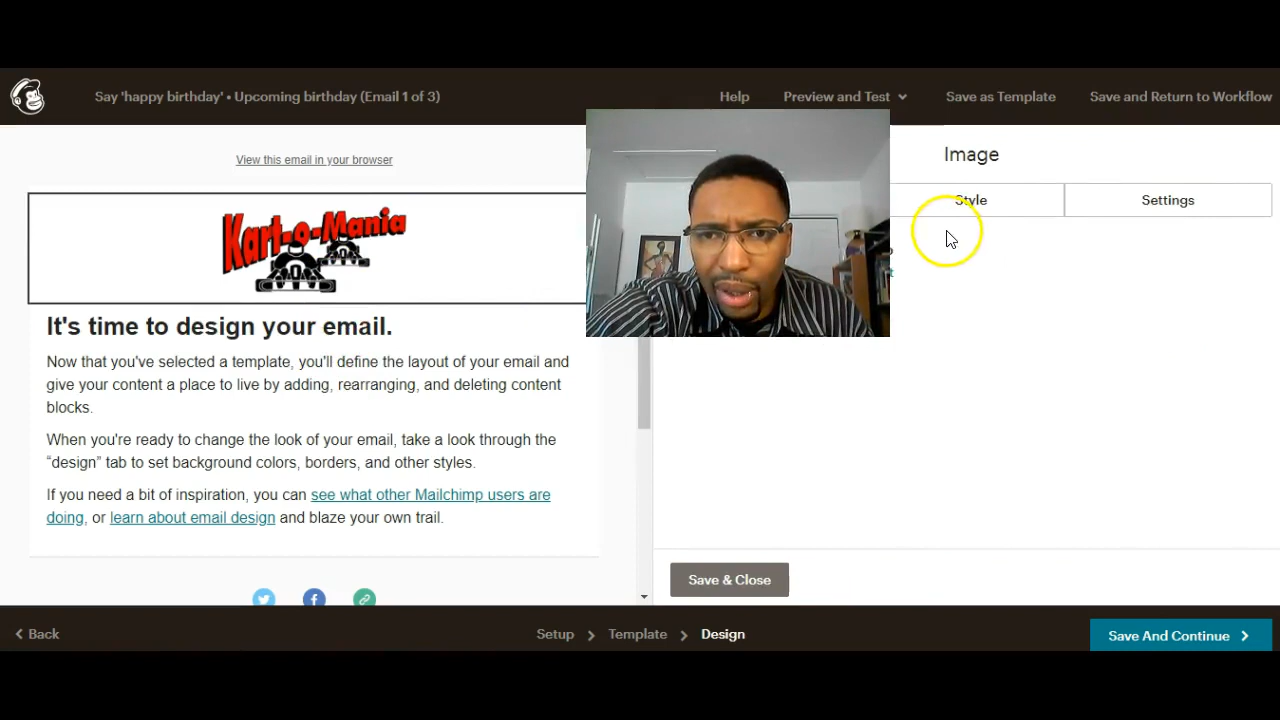 Say 'happy birthday' • Upcoming birthday (Email 1 of 3)
Help
Preview and Test
Save as Template
Save and Return to Workflow
View this email in your browser
Image
Style
Settings
Kart-o-Mania
It's time to design your email.
Now that you've selected a template, you'll define the layout of your email and
give your content a place to live by adding, rearranging, and deleting content
blocks.
When you're ready to change the look of your email, take a look through the
“design” tab to set background colors, borders, and other styles.
If you need a bit of inspiration, you can see what other Mailchimp users are
doing, or learn about email design and blaze your own trail.
Save & Close
Back
Setup
Template
Design
Save And Continue